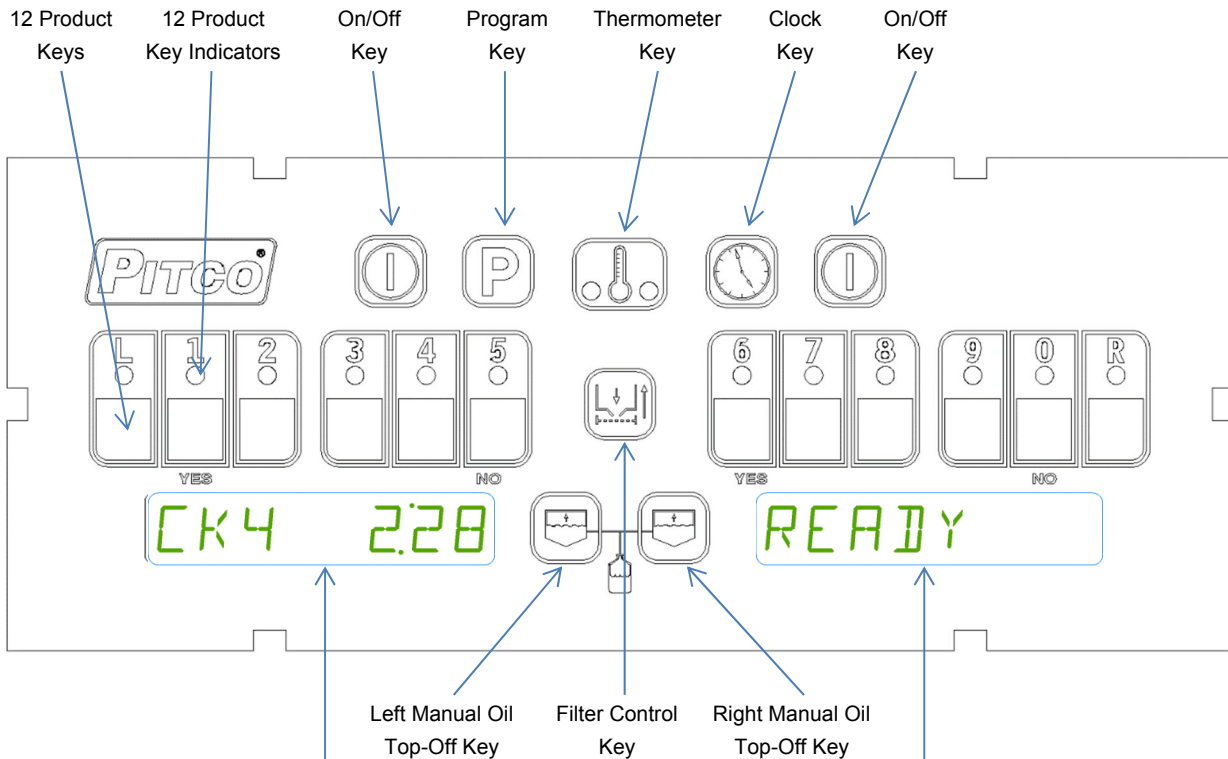 12 Product
Keys
12 Product
Key Indicators
On/Off
Key
Program
Key
Thermometer
Key
Clock
Key
On/Off
Key
PITCO®
P
L 1 2 3 4 5 6 7 8 9 0 R
YES NO YES NO
CK4 2:28
READY
Left Manual Oil
Top-Off Key
Filter Control
Key
Right Manual Oil
Top-Off Key